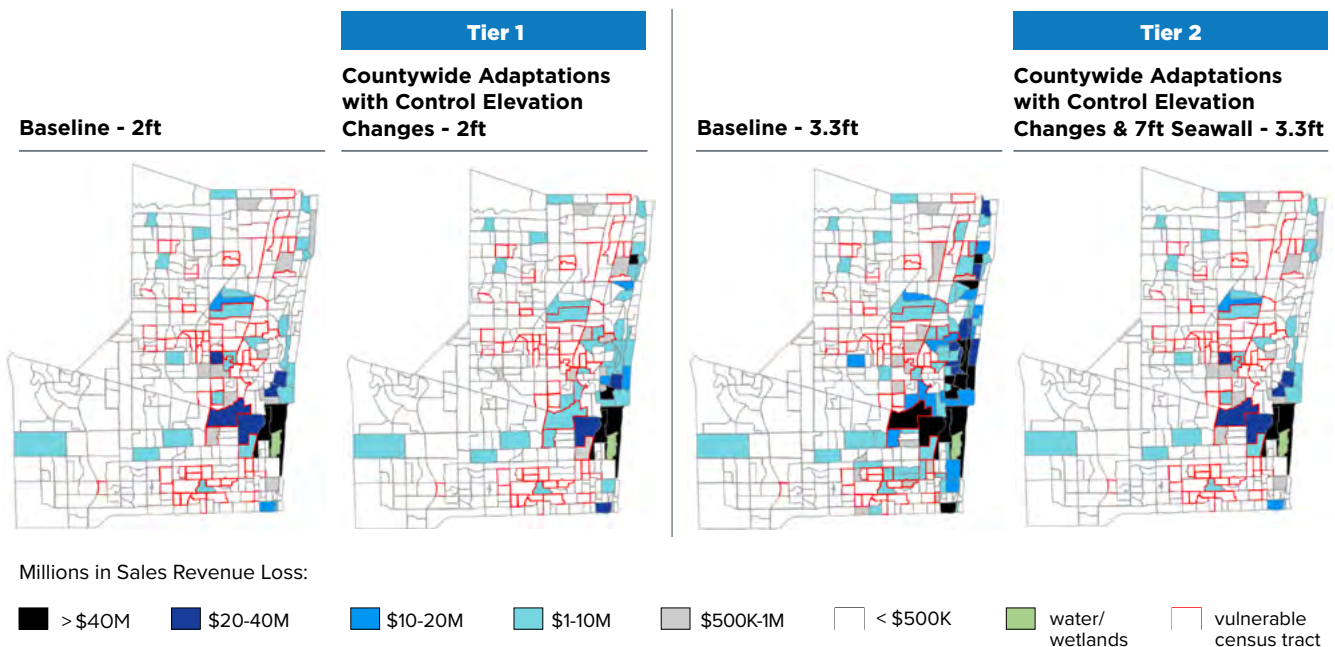 Tier 1
Tier 2
Baseline - 2ft
Countywide Adaptations
with Control Elevation
Changes - 2ft
Baseline - 3.3ft
Countywide Adaptations
with Control Elevation
Changes & 7ft Seawall - 3.3ft
Millions in Sales Revenue Loss:
> $40M
$20-40M
$10-20M
$1-10M
$500K-1M
< $500K
water/
wetlands
vulnerable
census tract